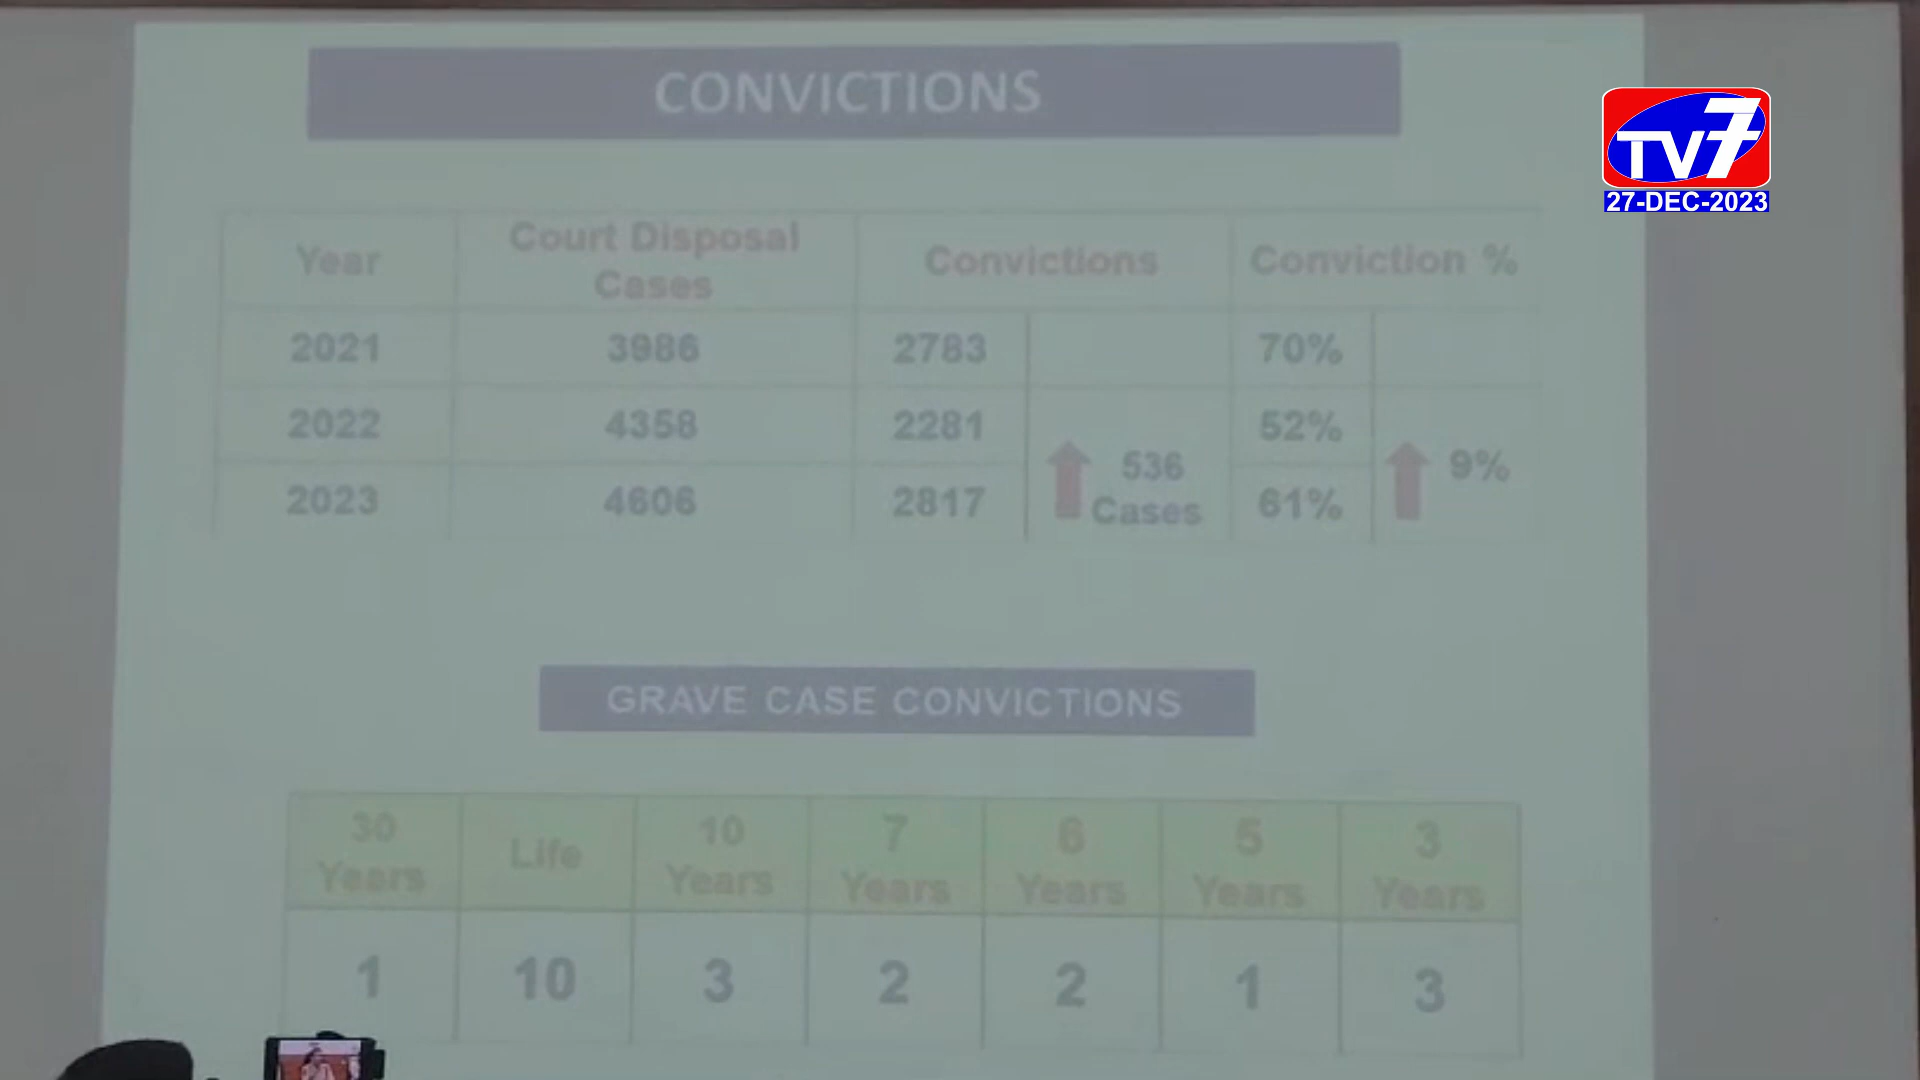 CONVICTIONS
TV7
27-DEC-2023
Year Court Disposal Cases Convictions Conviction %
2021 3986 2783 70%
2022 4358 2281 52%
2023 4606 2817 61%
536 Cases 9%
GRAVE CASE CONVICTIONS
30 Years Life 10 Years 7 Years 6 Years 5 Years 3 Years
1 10 3 2 2 1 3